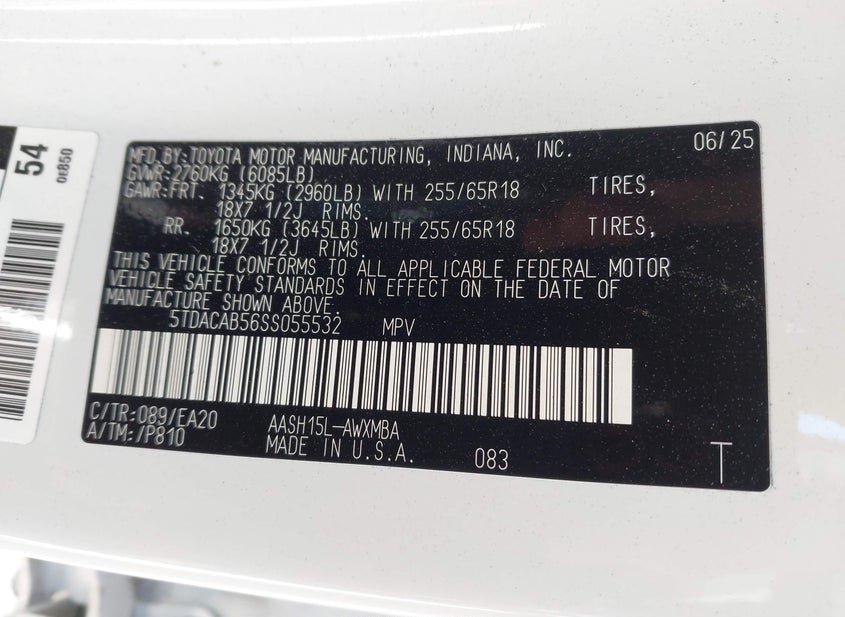 54
0E850
MFD.BY:TOYOTA MOTOR MANUFACTURING, INDIANA, INC. 06/25
GVWR:2760KG (6085LB)
GAWR:FRT. 1345KG (2960LB) WITH 255/65R18 TIRES,
18X7 1/2J RIMS.
RR. 1650KG (3645LB) WITH 255/65R18 TIRES,
18X7 1/2J RIMS.
THIS VEHICLE CONFORMS TO ALL APPLICABLE FEDERAL MOTOR
VEHICLE SAFETY STANDARDS IN EFFECT ON THE DATE OF
MANUFACTURE SHOWN ABOVE.
5TDACAB56SS055532 MPV
C/TR:089/EA20 AASH15L-AWXMBA
A/TM:/P810 MADE IN U.S.A. 083
T